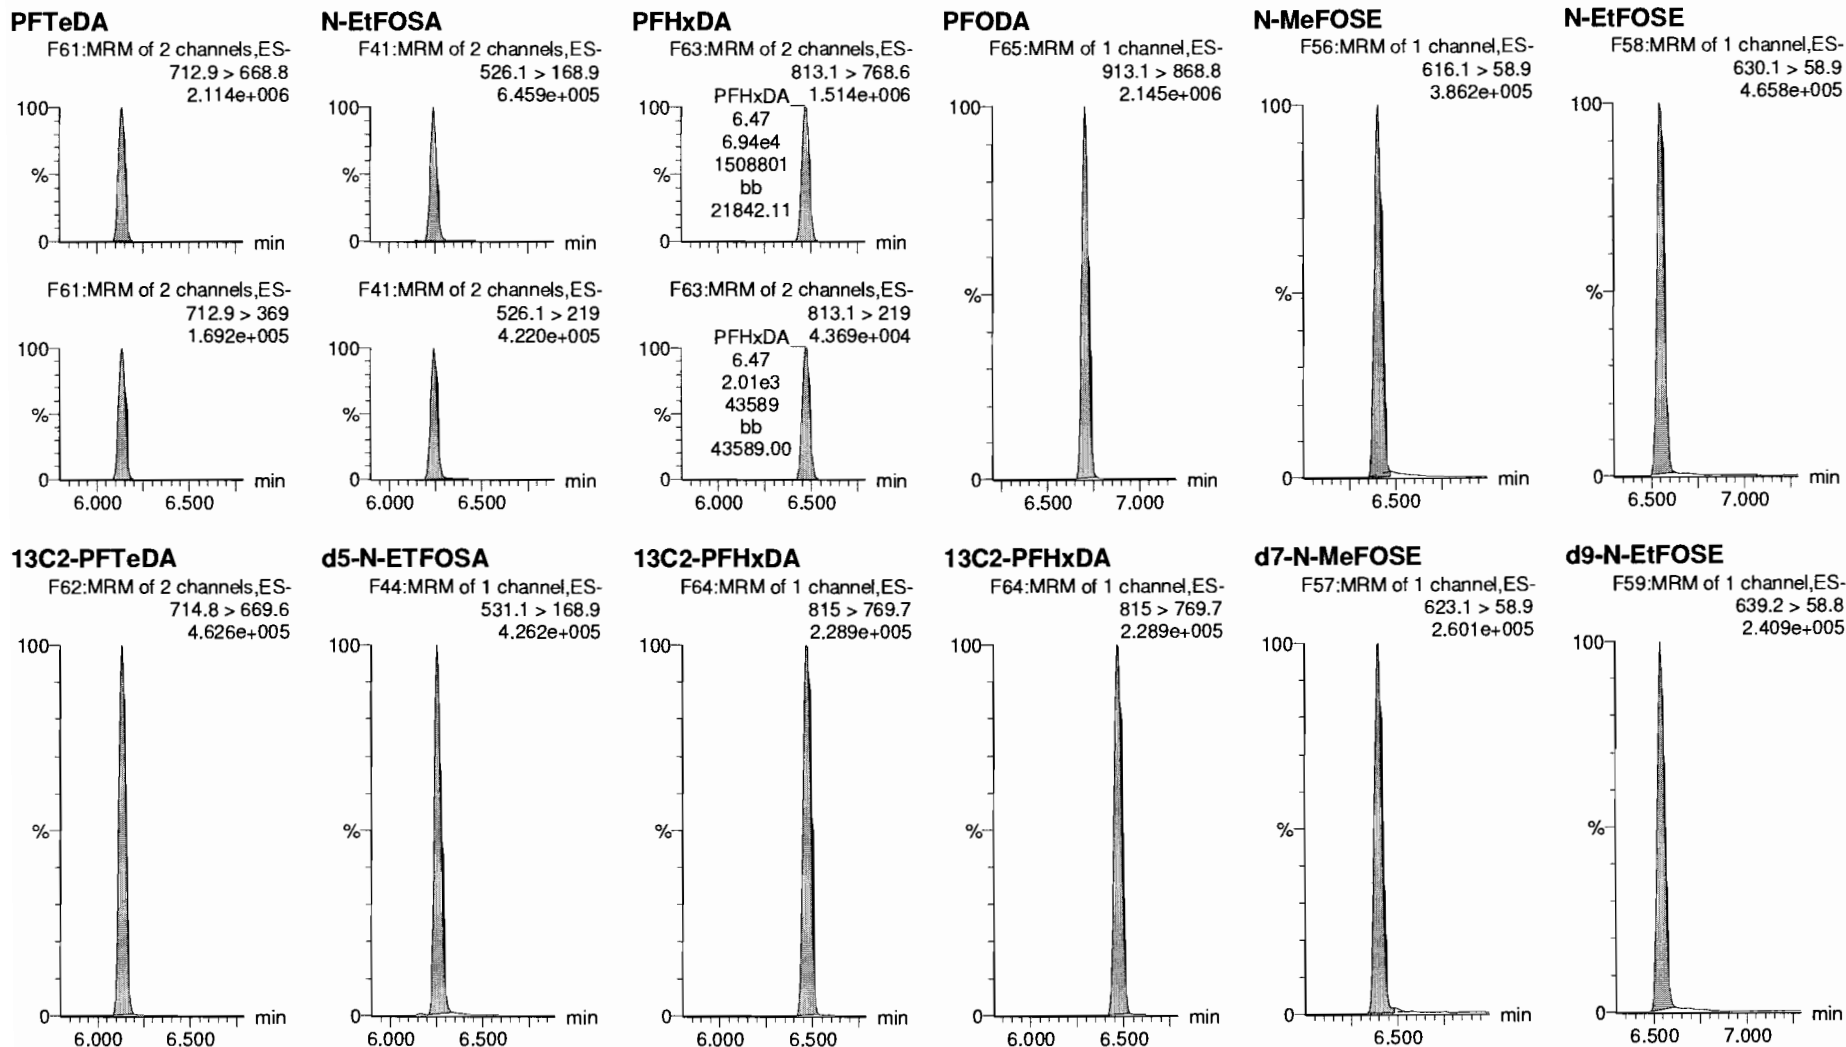 PFTeDA
F61:MRM of 2 channels,ES-
712.9 > 668.8
2.114e+006
100
%
0
min
F61:MRM of 2 channels,ES-
712.9 > 369
1.692e+005
100
%
0
min
6.000 6.500
N-EtFOSA
F41:MRM of 2 channels,ES-
526.1 > 168.9
6.459e+005
100
%
0
min
F41:MRM of 2 channels,ES-
526.1 > 219
4.220e+005
100
%
0
min
6.000 6.500
PFHxDA
F63:MRM of 2 channels,ES-
813.1 > 768.6
1.514e+006
PFHxDA
6.47
6.94e4
1508801
bb
21842.11
100
%
0
min
F63:MRM of 2 channels,ES-
813.1 > 219
4.369e+004
PFHxDA
6.47
2.01e3
43589
bb
43589.00
100
%
0
min
6.000 6.500
PFODA
F65:MRM of 1 channel,ES-
913.1 > 868.8
2.145e+006
100
%
0
min
6.500 7.000
N-MeFOSE
F56:MRM of 1 channel,ES-
616.1 > 58.9
3.862e+005
100
%
0
min
6.500
N-EtFOSE
F58:MRM of 1 channel,ES-
630.1 > 58.9
4.658e+005
100
%
0
min
6.500 7.000
13C2-PFTeDA
F62:MRM of 2 channels,ES-
714.8 > 669.6
4.626e+005
100
%
0
min
6.000 6.500
d5-N-ETFOSA
F44:MRM of 1 channel,ES-
531.1 > 168.9
4.262e+005
100
%
0
min
6.000 6.500
13C2-PFHxDA
F64:MRM of 1 channel,ES-
815 > 769.7
2.289e+005
100
%
0
min
6.000 6.500
13C2-PFHxDA
F64:MRM of 1 channel,ES-
815 > 769.7
2.289e+005
100
%
0
min
6.000 6.500
d7-N-MeFOSE
F57:MRM of 1 channel,ES-
623.1 > 58.9
2.601e+005
100
%
0
min
6.500
d9-N-EtFOSE
F59:MRM of 1 channel,ES-
639.2 > 58.8
2.409e+005
100
%
0
min
6.500 7.000